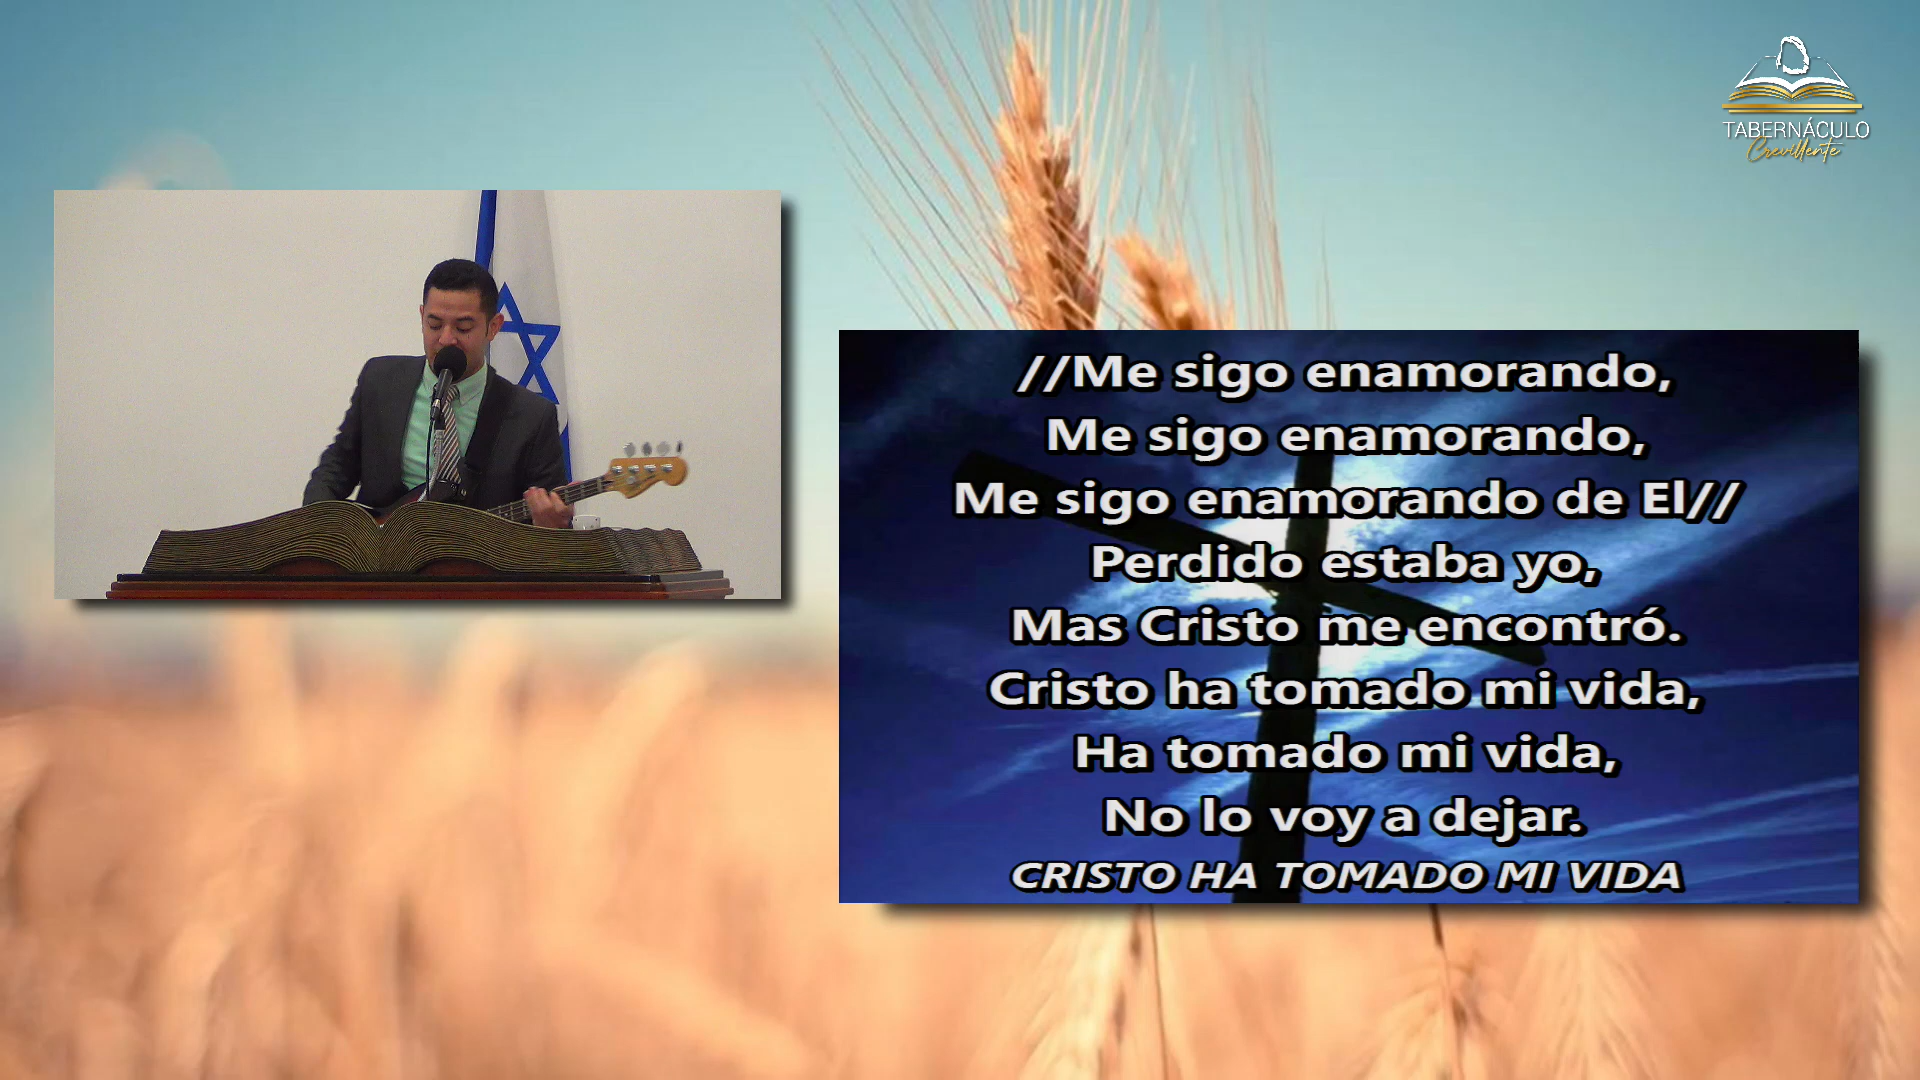 TABERNÁCULO
Crevillente
//Me sigo enamorando,
Me sigo enamorando,
Me sigo enamorando de El//
Perdido estaba yo,
Mas Cristo me encontró.
Cristo ha tomado mi vida,
Ha tomado mi vida,
No lo voy a dejar.
CRISTO HA TOMADO MI VIDA